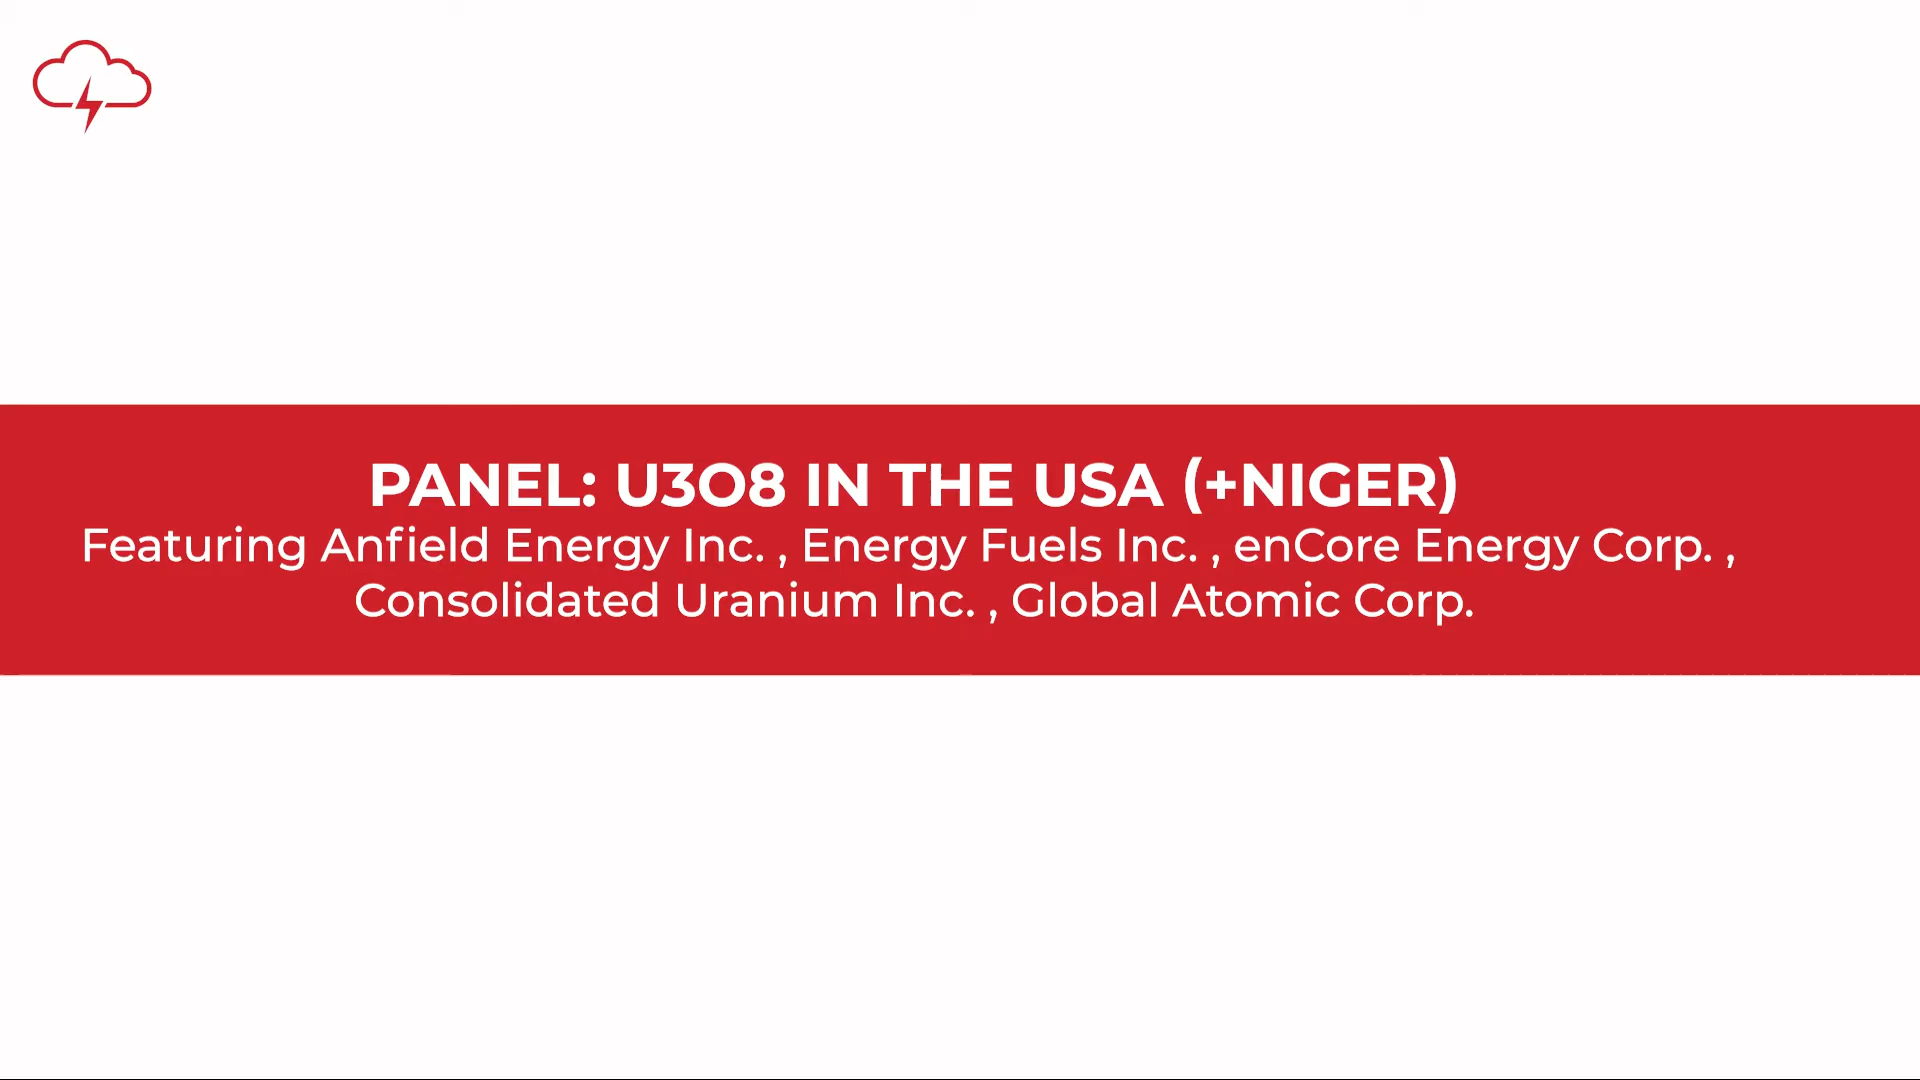 PANEL: U3O8 IN THE USA (+NIGER)
Featuring Anfield Energy Inc. , Energy Fuels Inc. , enCore Energy Corp. ,
Consolidated Uranium Inc. , Global Atomic Corp.